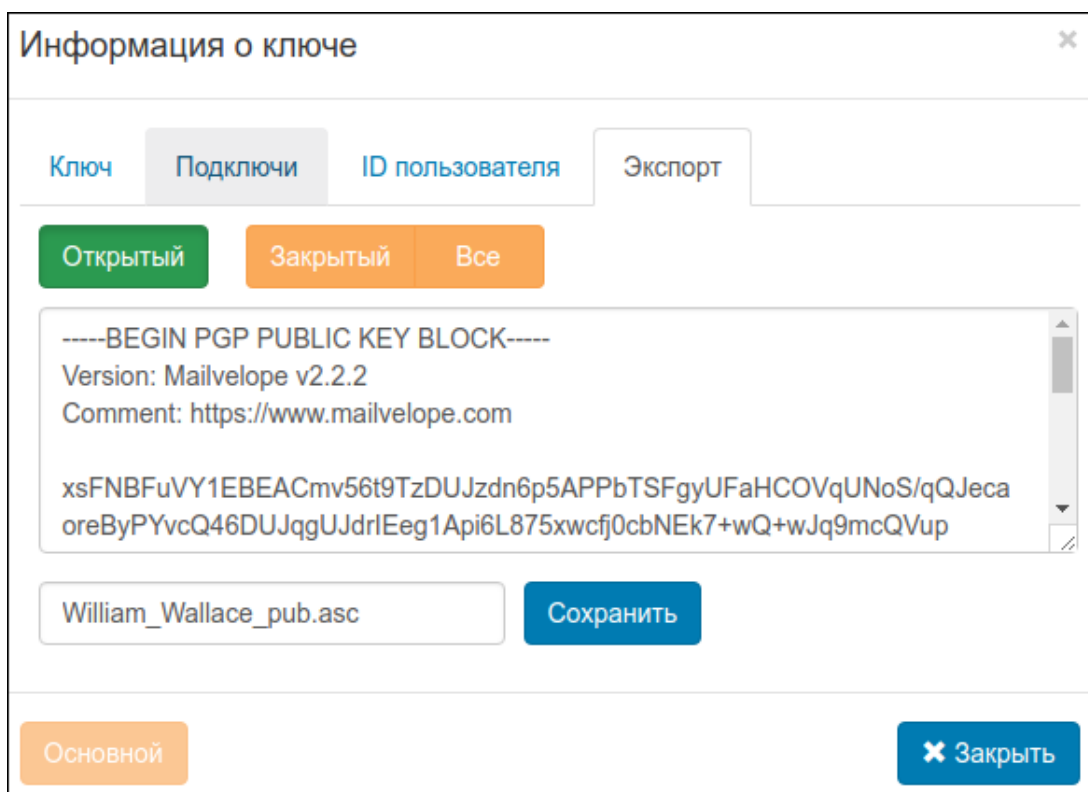 Информация о ключе
Ключ Подключи ID пользователя Экспорт
Открытый Закрытый Все
-----BEGIN PGP PUBLIC KEY BLOCK-----
Version: Mailvelope v2.2.2
Comment: https://www.mailvelope.com
xsFNBFuVY1EBEACmv56t9TzDUJzdn6p5APPbTSFgyUFaHCOVqUNoS/qQJeca
oreByPYvcQ46DUJqgUJdrIEeg1Api6L875xwcfj0cbNEk7+wQ+wJq9mcQVup
William_Wallace_pub.asc Сохранить
Основной Закрыть